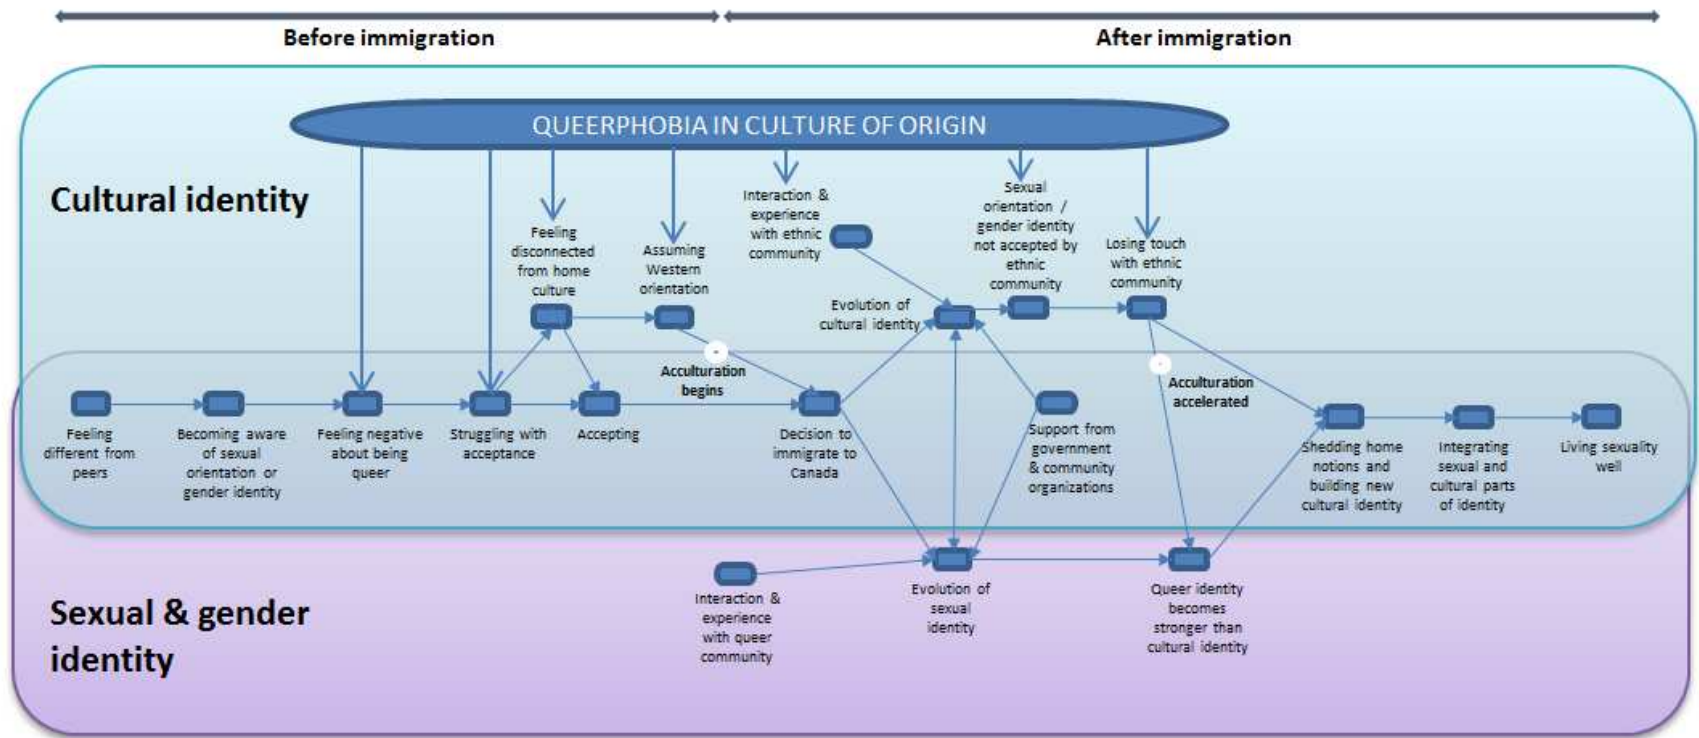 Before immigration
After immigration
QUEERPHOBIA IN CULTURE OF ORIGIN
Cultural identity
Feeling
disconnected
from home
culture
Assuming
Western
orientation
Interaction &
experience
with ethnic
community
Sexual
orientation /
gender identity
not accepted by
ethnic
community
Losing touch
with ethnic
community
Evolution of
cultural identity
Acculturation
begins
Acculturation
accelerated
Feeling
different from
peers
Becoming aware
of sexual
orientation or
gender identity
Feeling negative
about being
queer
Struggling with
acceptance
Accepting
Decision to
immigrate to
Canada
Support from
government
& community
organizations
Shedding home
notions and
building new
cultural identity
Integrating
sexual and
cultural parts
of identity
Living sexuality
well
Sexual & gender
identity
Interaction &
experience
with queer
community
Evolution of
sexual
identity
Queer identity
becomes
stronger than
cultural identity